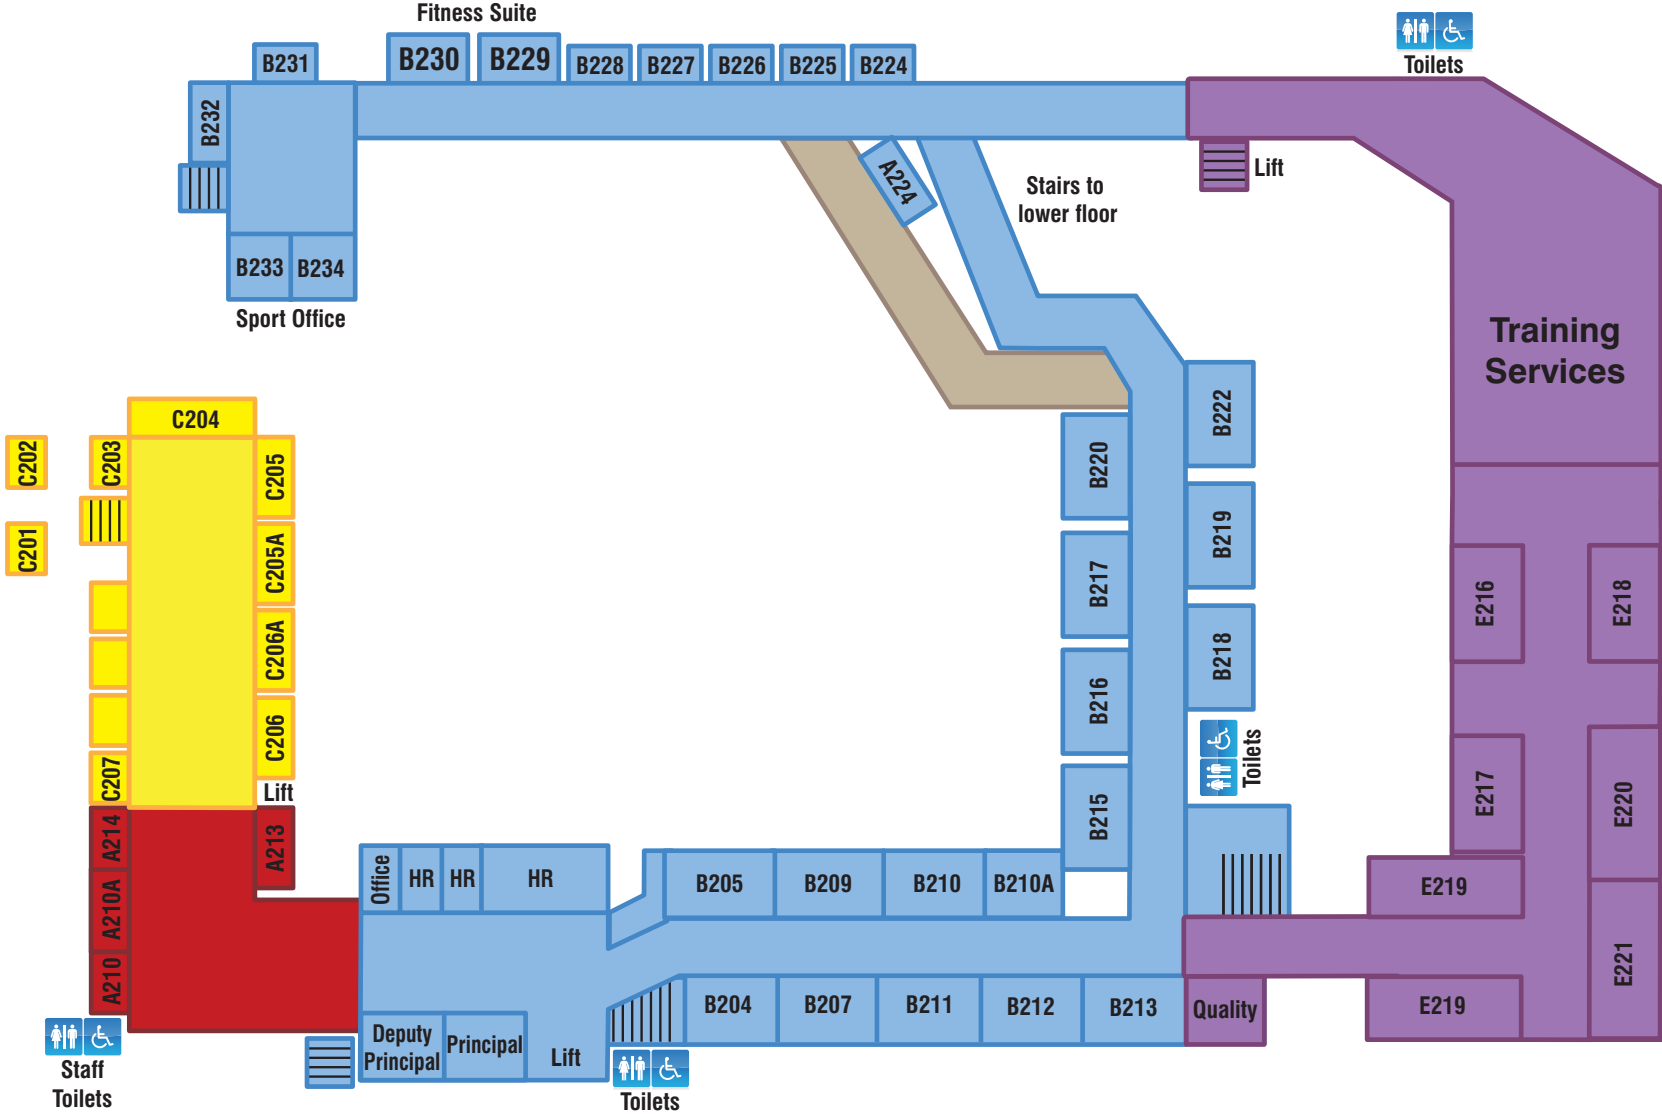 Fitness Suite
Toilets
B231
B230
B229
B228
B227
B226
B225
B224
B232
A224
Lift
Stairs to
lower floor
B233
B234
Sport Office
Training
Services
C204
C202
C203
C205
C201
C205A
C206A
C206
C207
Lift
B222
B220
B219
B217
B218
B216
B215
Toilets
E216
E218
E217
E220
A214
A213
A210A
A210
Office
HR
HR
HR
B205
B209
B210
B210A
E219
E221
B204
B207
B211
B212
B213
Quality
E219
Deputy
Principal
Principal
Lift
Staff
Toilets
Toilets